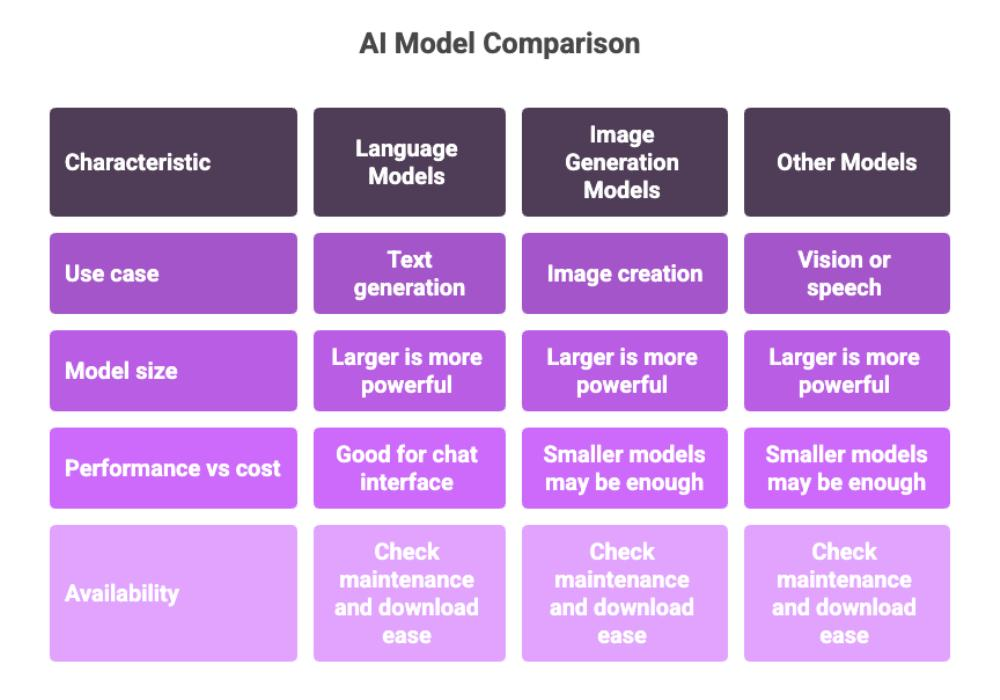 AI Model Comparison
Characteristic
Language
Models
Image
Generation
Models
Other Models
Use case
Text
generation
Image creation
Vision or
speech
Model size
Larger is more
powerful
Larger is more
powerful
Larger is more
powerful
Performance vs cost
Good for chat
interface
Smaller models
may be enough
Smaller models
may be enough
Availability
Check
maintenance
and download
ease
Check
maintenance
and download
ease
Check
maintenance
and download
ease